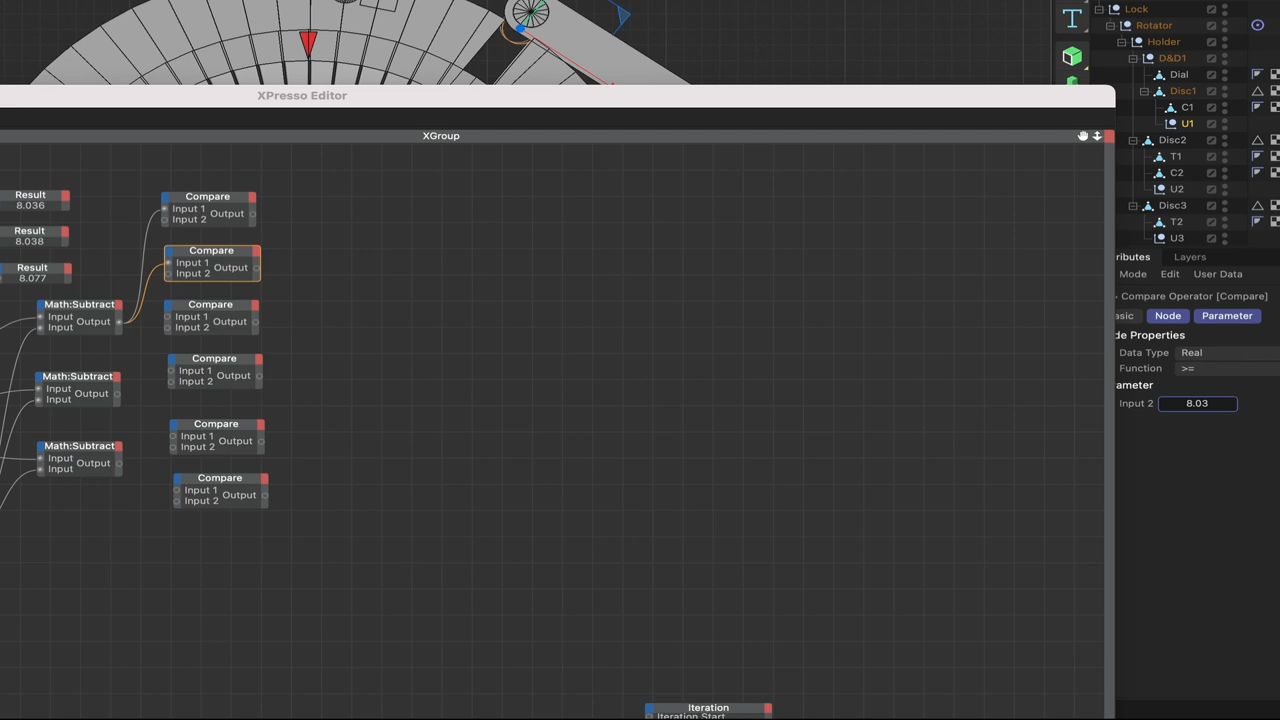 XPresso Editor
XGroup
Result
8.036
Result
8.038
Result
8.077
Math:Subtract
Input
Output
Input
Math:Subtract
Input
Output
Input
Math:Subtract
Input
Output
Input
Compare
Input 1
Output
Input 2
Compare
Input 1
Output
Input 2
Compare
Input 1
Output
Input 2
Compare
Input 1
Output
Input 2
Compare
Input 1
Output
Input 2
Compare
Input 1
Output
Input 2
Iteration
Iteration Start
Lock
Rotator
Holder
D&D1
Dial
Disc1
C1
U1
Disc2
T1
C2
U2
Disc3
T2
U3
ributes Layers
Mode Edit User Data
Compare Operator [Compare]
asic Node Parameter
de Properties
Data Type Real
Function >=
arameter
Input 2 8.03